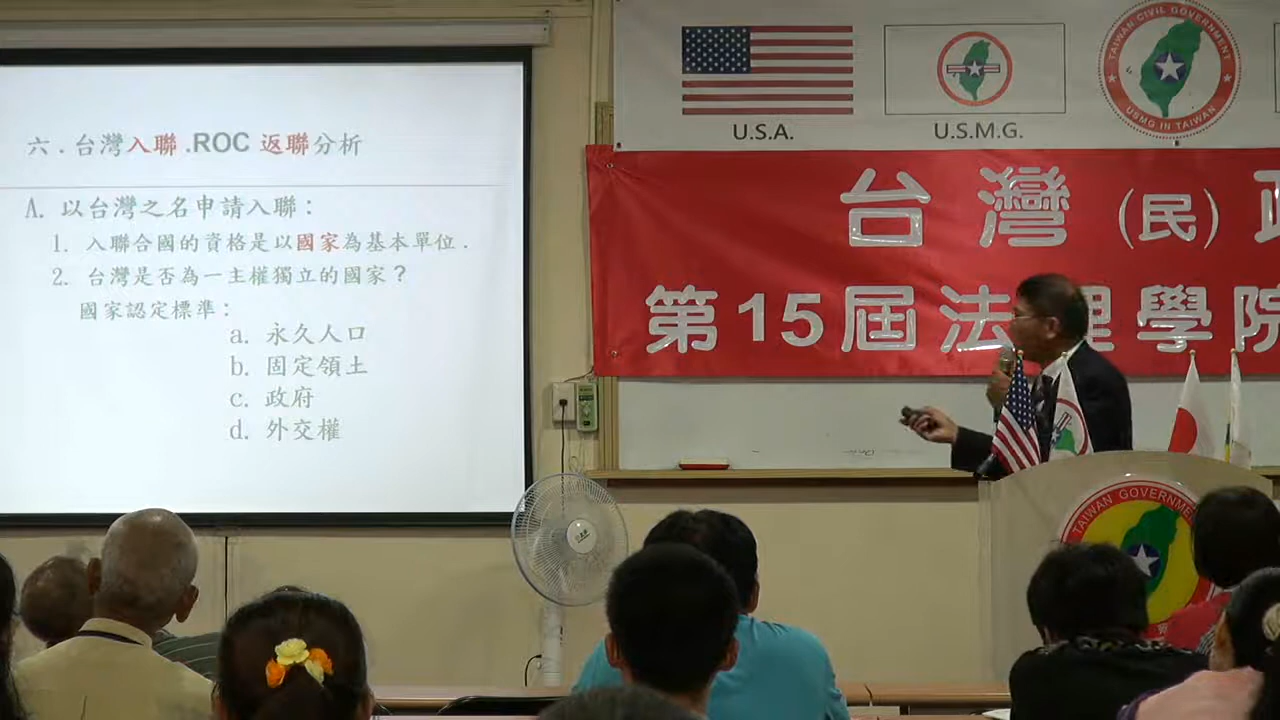 六 . 台灣入聯 .ROC 返聯分析
A. 以台灣之名申請入聯：
1. 入聯合國的資格是以國家為基本單位 .
2. 台灣是否為一主權獨立的國家？
國家認定標準：
a. 永久人口
b. 固定領土
c. 政府
d. 外交權
U.S.A.
U.S.M.G.
TAIWAN CIVIL GOVERNMENT
USMG IN TAIWAN
台灣(民)政
第15屆法理學院
TAIWAN GOVERNMENT